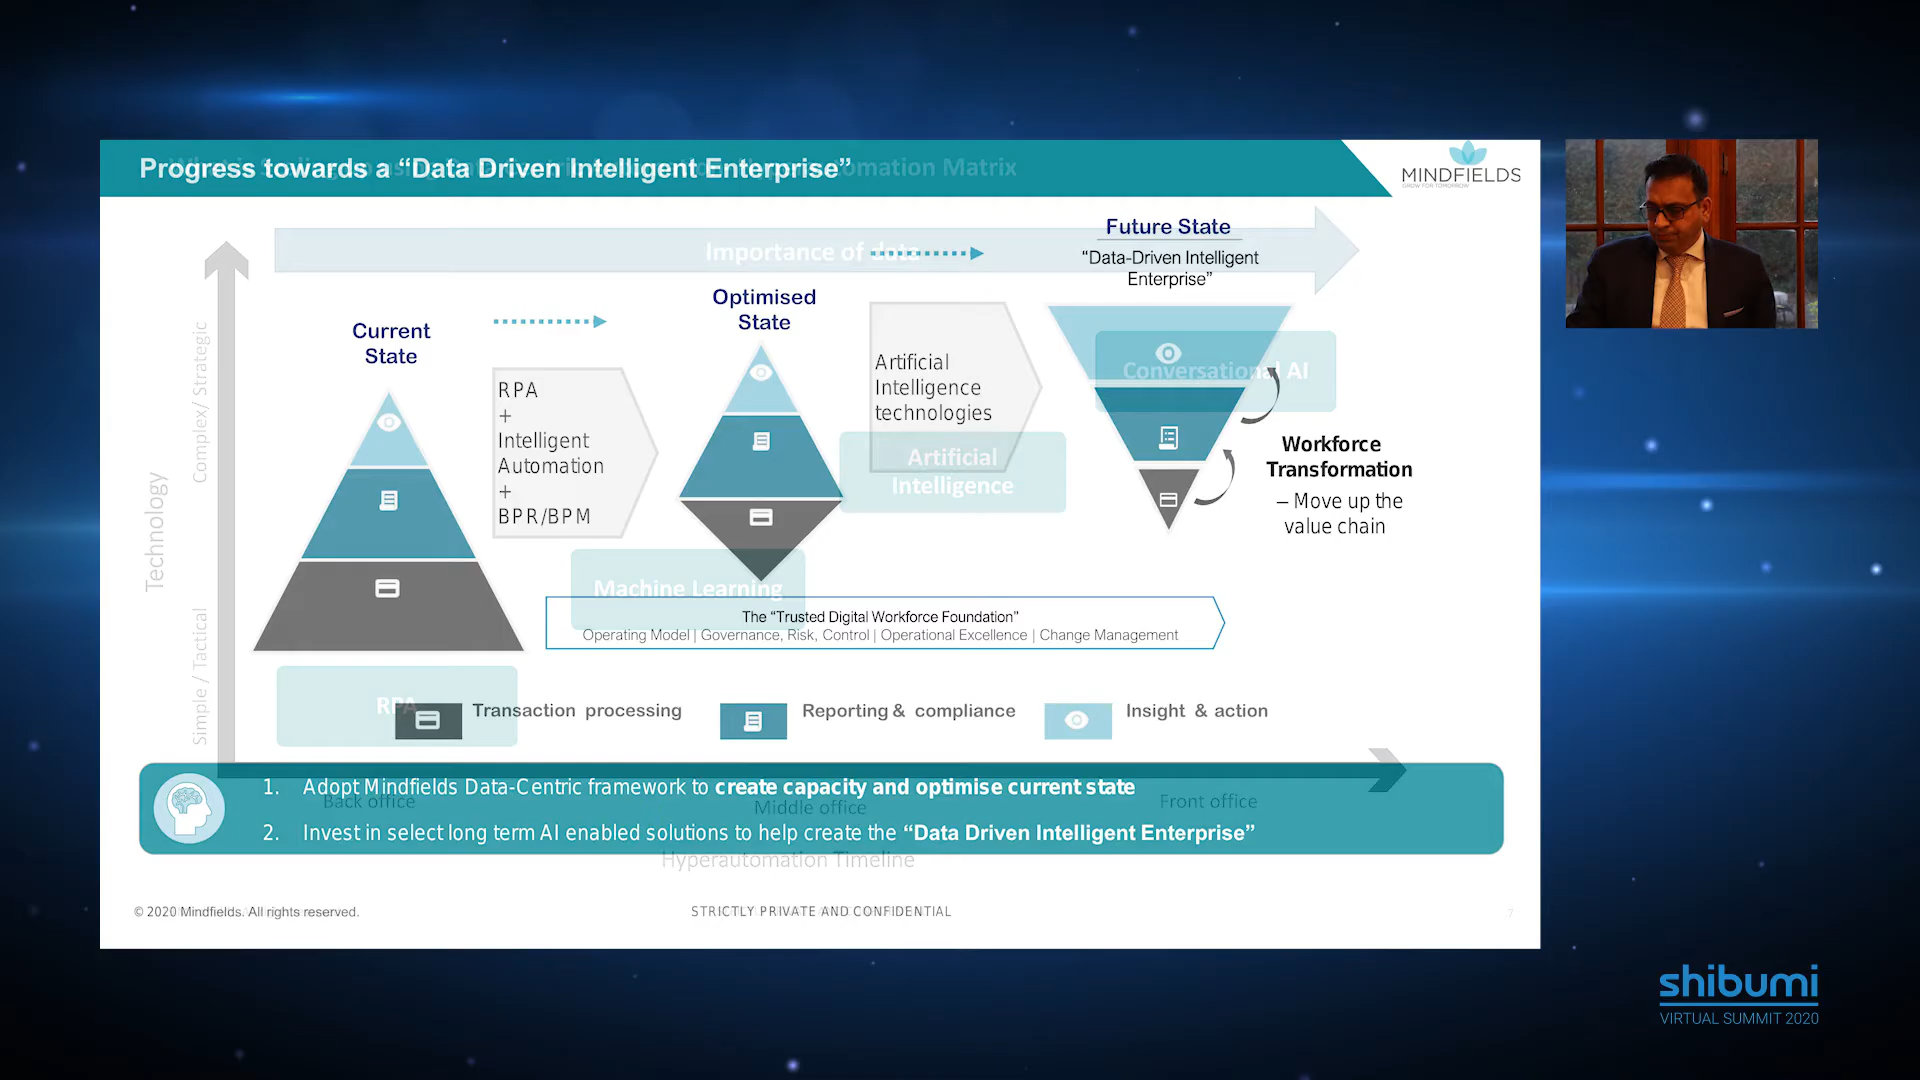 Progress towards a “Data Driven Intelligent Enterprise”
omation Matrix
MINDFIELDS
GROW FOR TOMORROW
Importance of data
Future State
“Data-Driven Intelligent
Enterprise”
Optimised
State
Current
State
Complex/ Strategic
Technology
Simple / Tactical
RPA
+
Intelligent
Automation
+
BPR/BPM
Artificial
Intelligence
technologies
Conversational AI
Artificial
Intelligence
Workforce
Transformation
– Move up the
value chain
Machine Learning
The “Trusted Digital Workforce Foundation”
Operating Model | Governance, Risk, Control | Operational Excellence | Change Management
RPA
Transaction processing
Reporting & compliance
Insight & action
1. Adopt Mindfields Data-Centric framework to create capacity and optimise current state
Back office
Middle office
Front office
2. Invest in select long term AI enabled solutions to help create the “Data Driven Intelligent Enterprise”
Hyperautomation Timeline
© 2020 Mindfields. All rights reserved.
STRICTLY PRIVATE AND CONFIDENTIAL
7
shibumi
VIRTUAL SUMMIT 2020